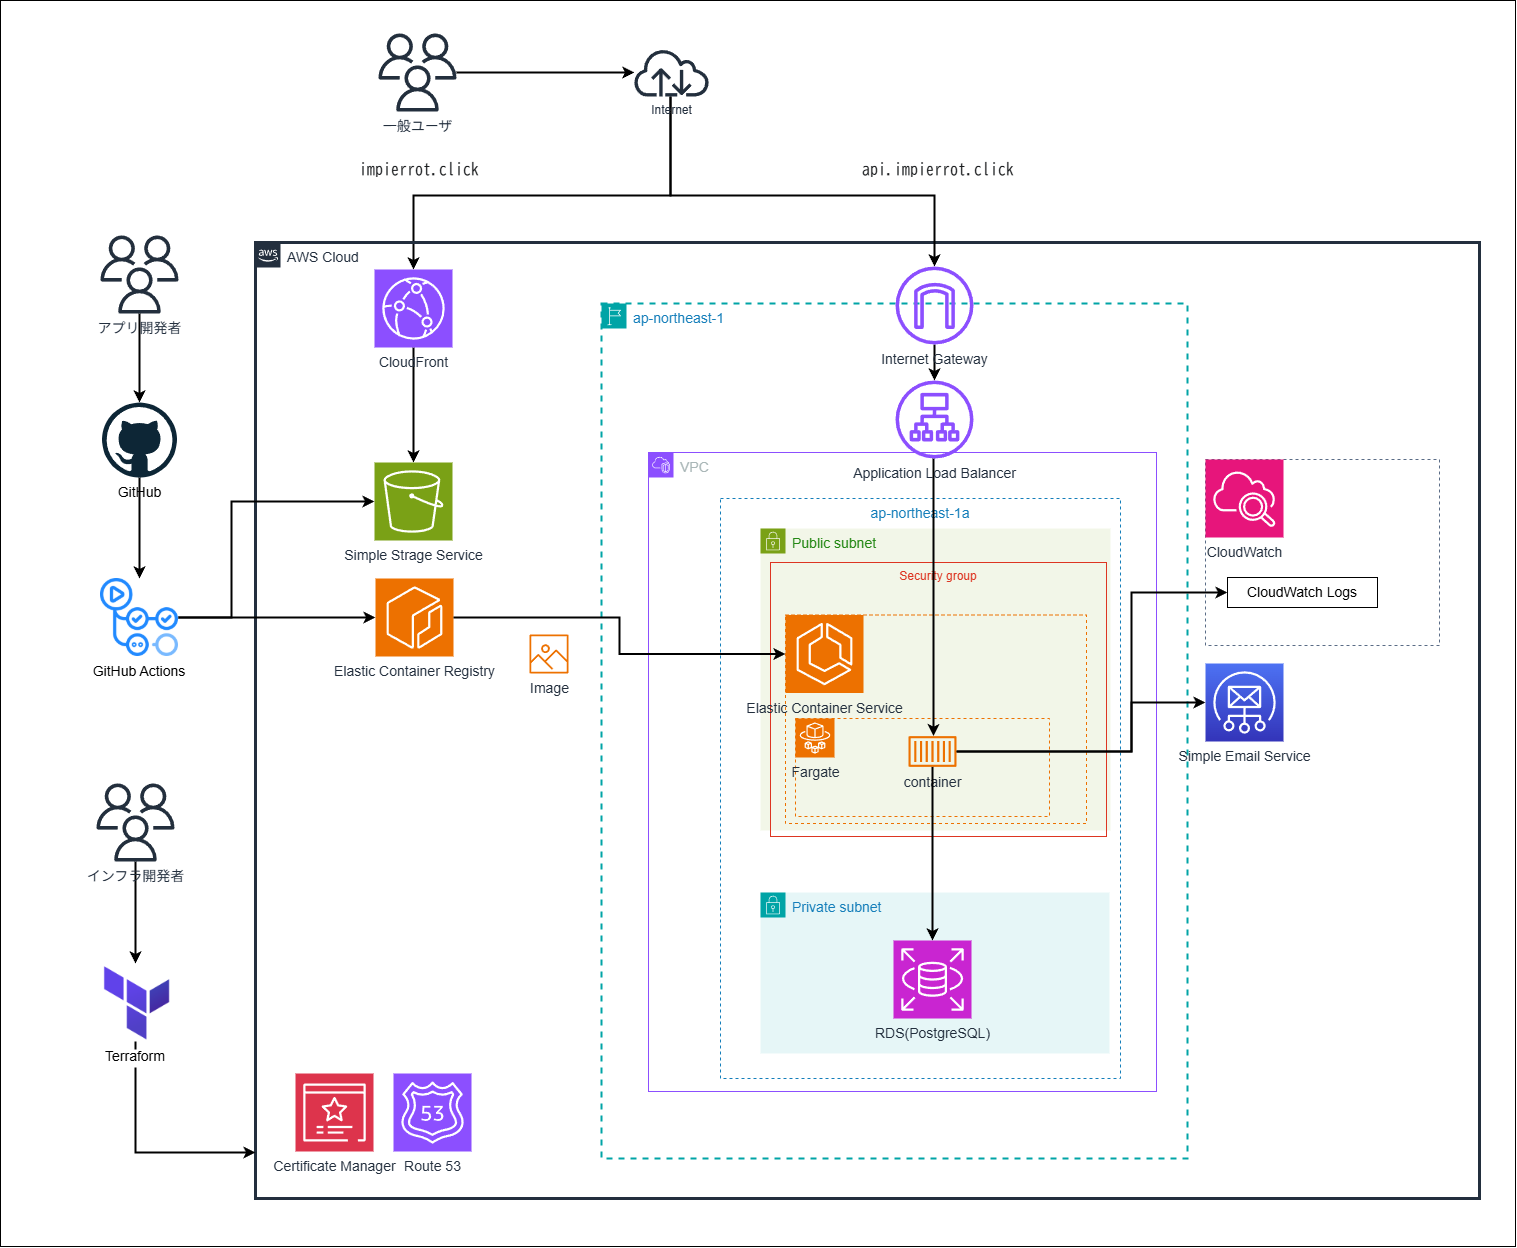 一般ユーザ
Internet
impierrot.click
api.impierrot.click
aws
AWS Cloud
アプリ開発者
CloudFront
ap-northeast-1
Internet Gateway
GitHub
Simple Strage Service
VPC
Application Load Balancer
ap-northeast-1a
Public subnet
Security group
CloudWatch
CloudWatch Logs
GitHub Actions
Elastic Container Registry
Image
Elastic Container Service
Fargate
container
Simple Email Service
インフラ開発者
Private subnet
RDS(PostgreSQL)
Terraform
53
Certificate Manager
Route 53